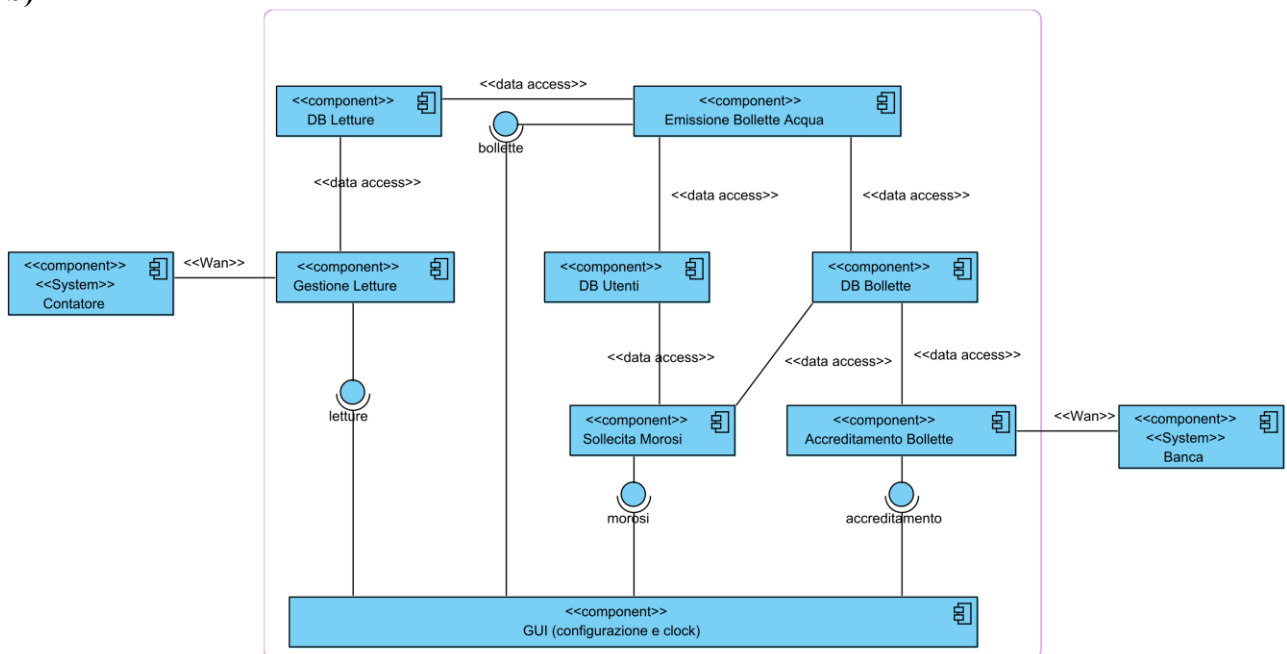 b)
<<data access>>
<<component>>
DB Letture
<<component>>
Emissione Bollette Acqua
bollette
<<data access>>
<<data access>>
<<data access>>
<<component>>
<<System>>
Contatore
<<Wan>>
<<component>>
Gestione Letture
<<component>>
DB Utenti
<<component>>
DB Bollette
<<data access>>
<<data access>>
<<data access>>
letture
<<component>>
Sollecita Morosi
<<component>>
Accreditamento Bollette
<<Wan>>
<<component>>
<<System>>
Banca
morosi
accreditamento
<<component>>
GUI (configurazione e clock)